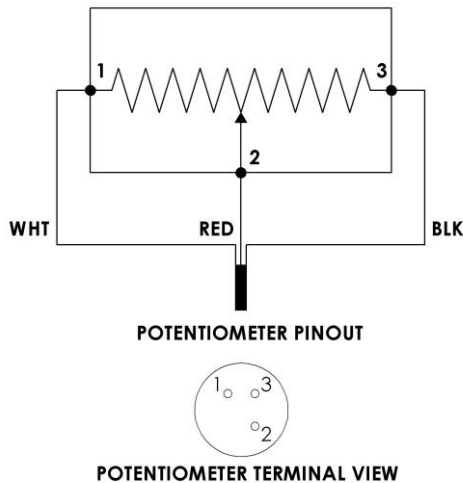 1 3
2
WHT RED BLK
POTENTIOMETER PINOUT
1 3
2
POTENTIOMETER TERMINAL VIEW